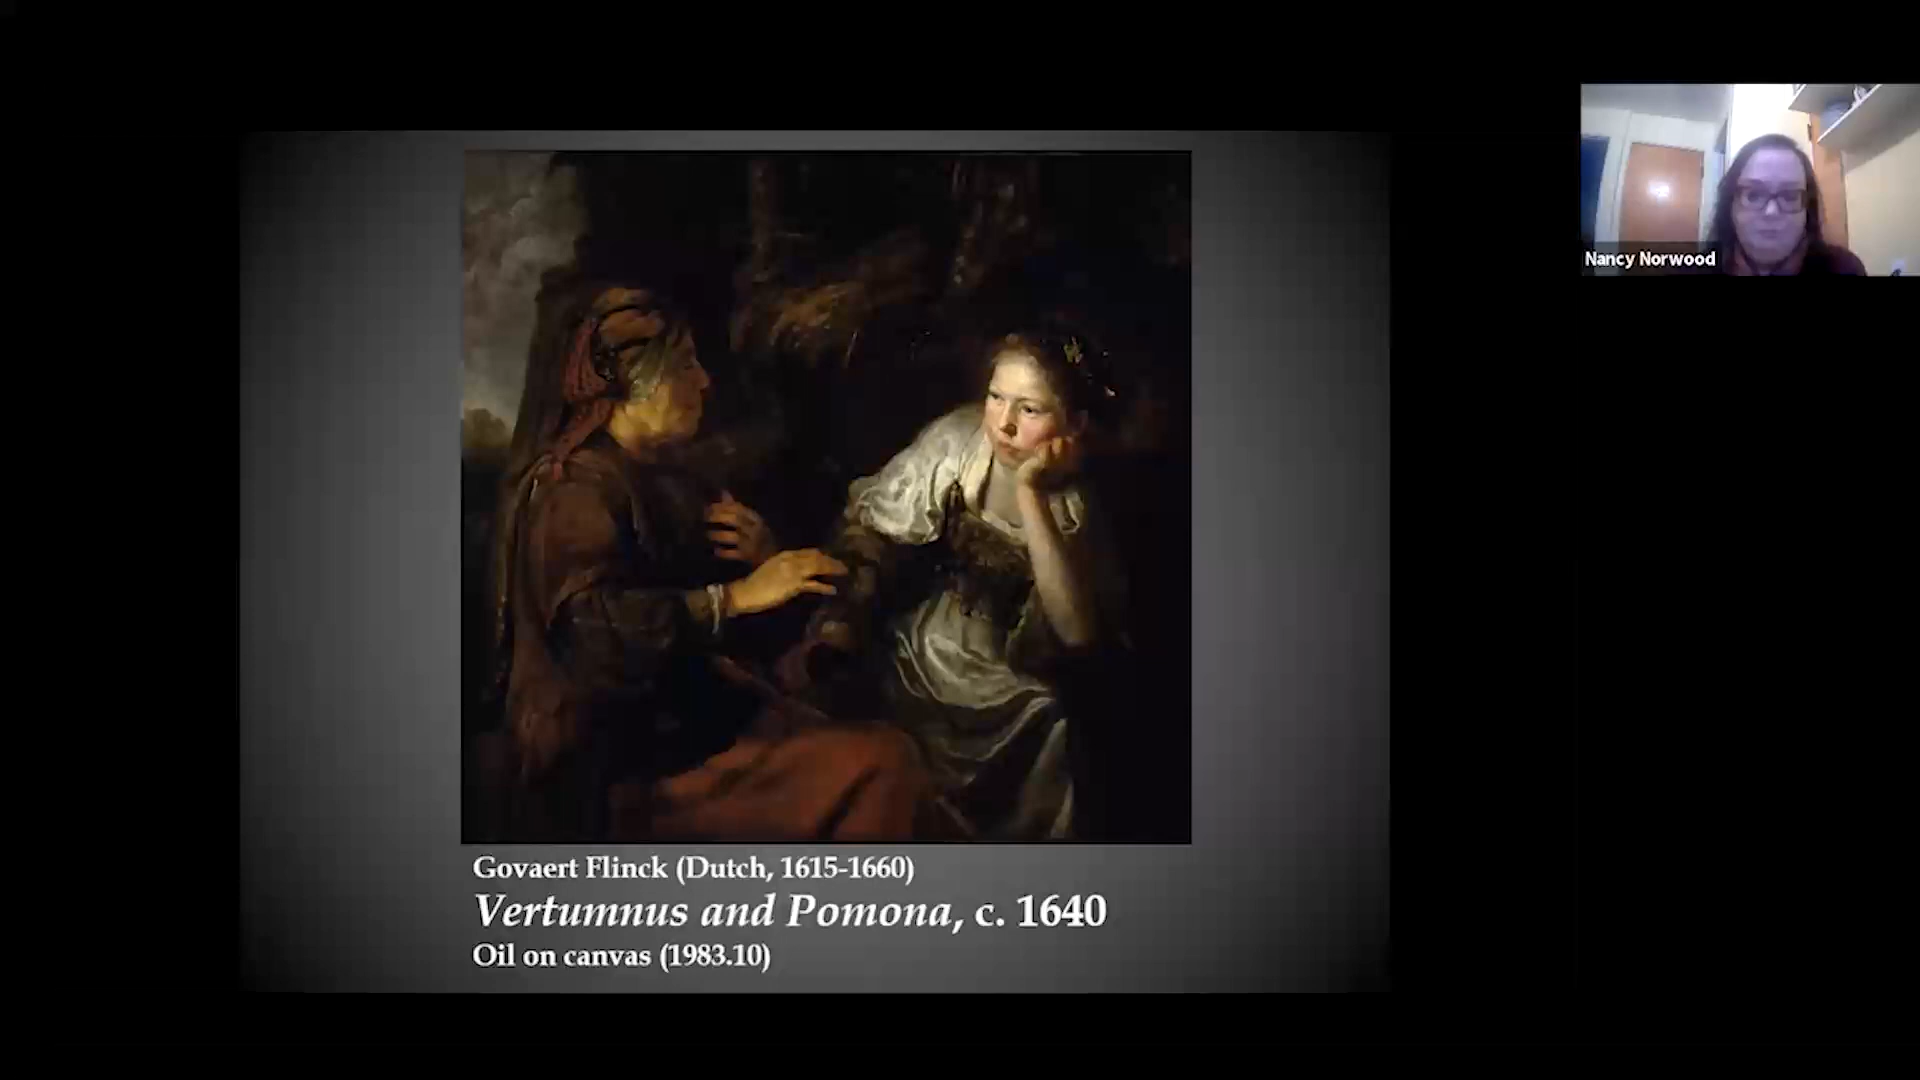 Nancy Norwood
Govaert Flinck (Dutch, 1615-1660)
Vertumnus and Pomona, c. 1640
Oil on canvas (1983.10)